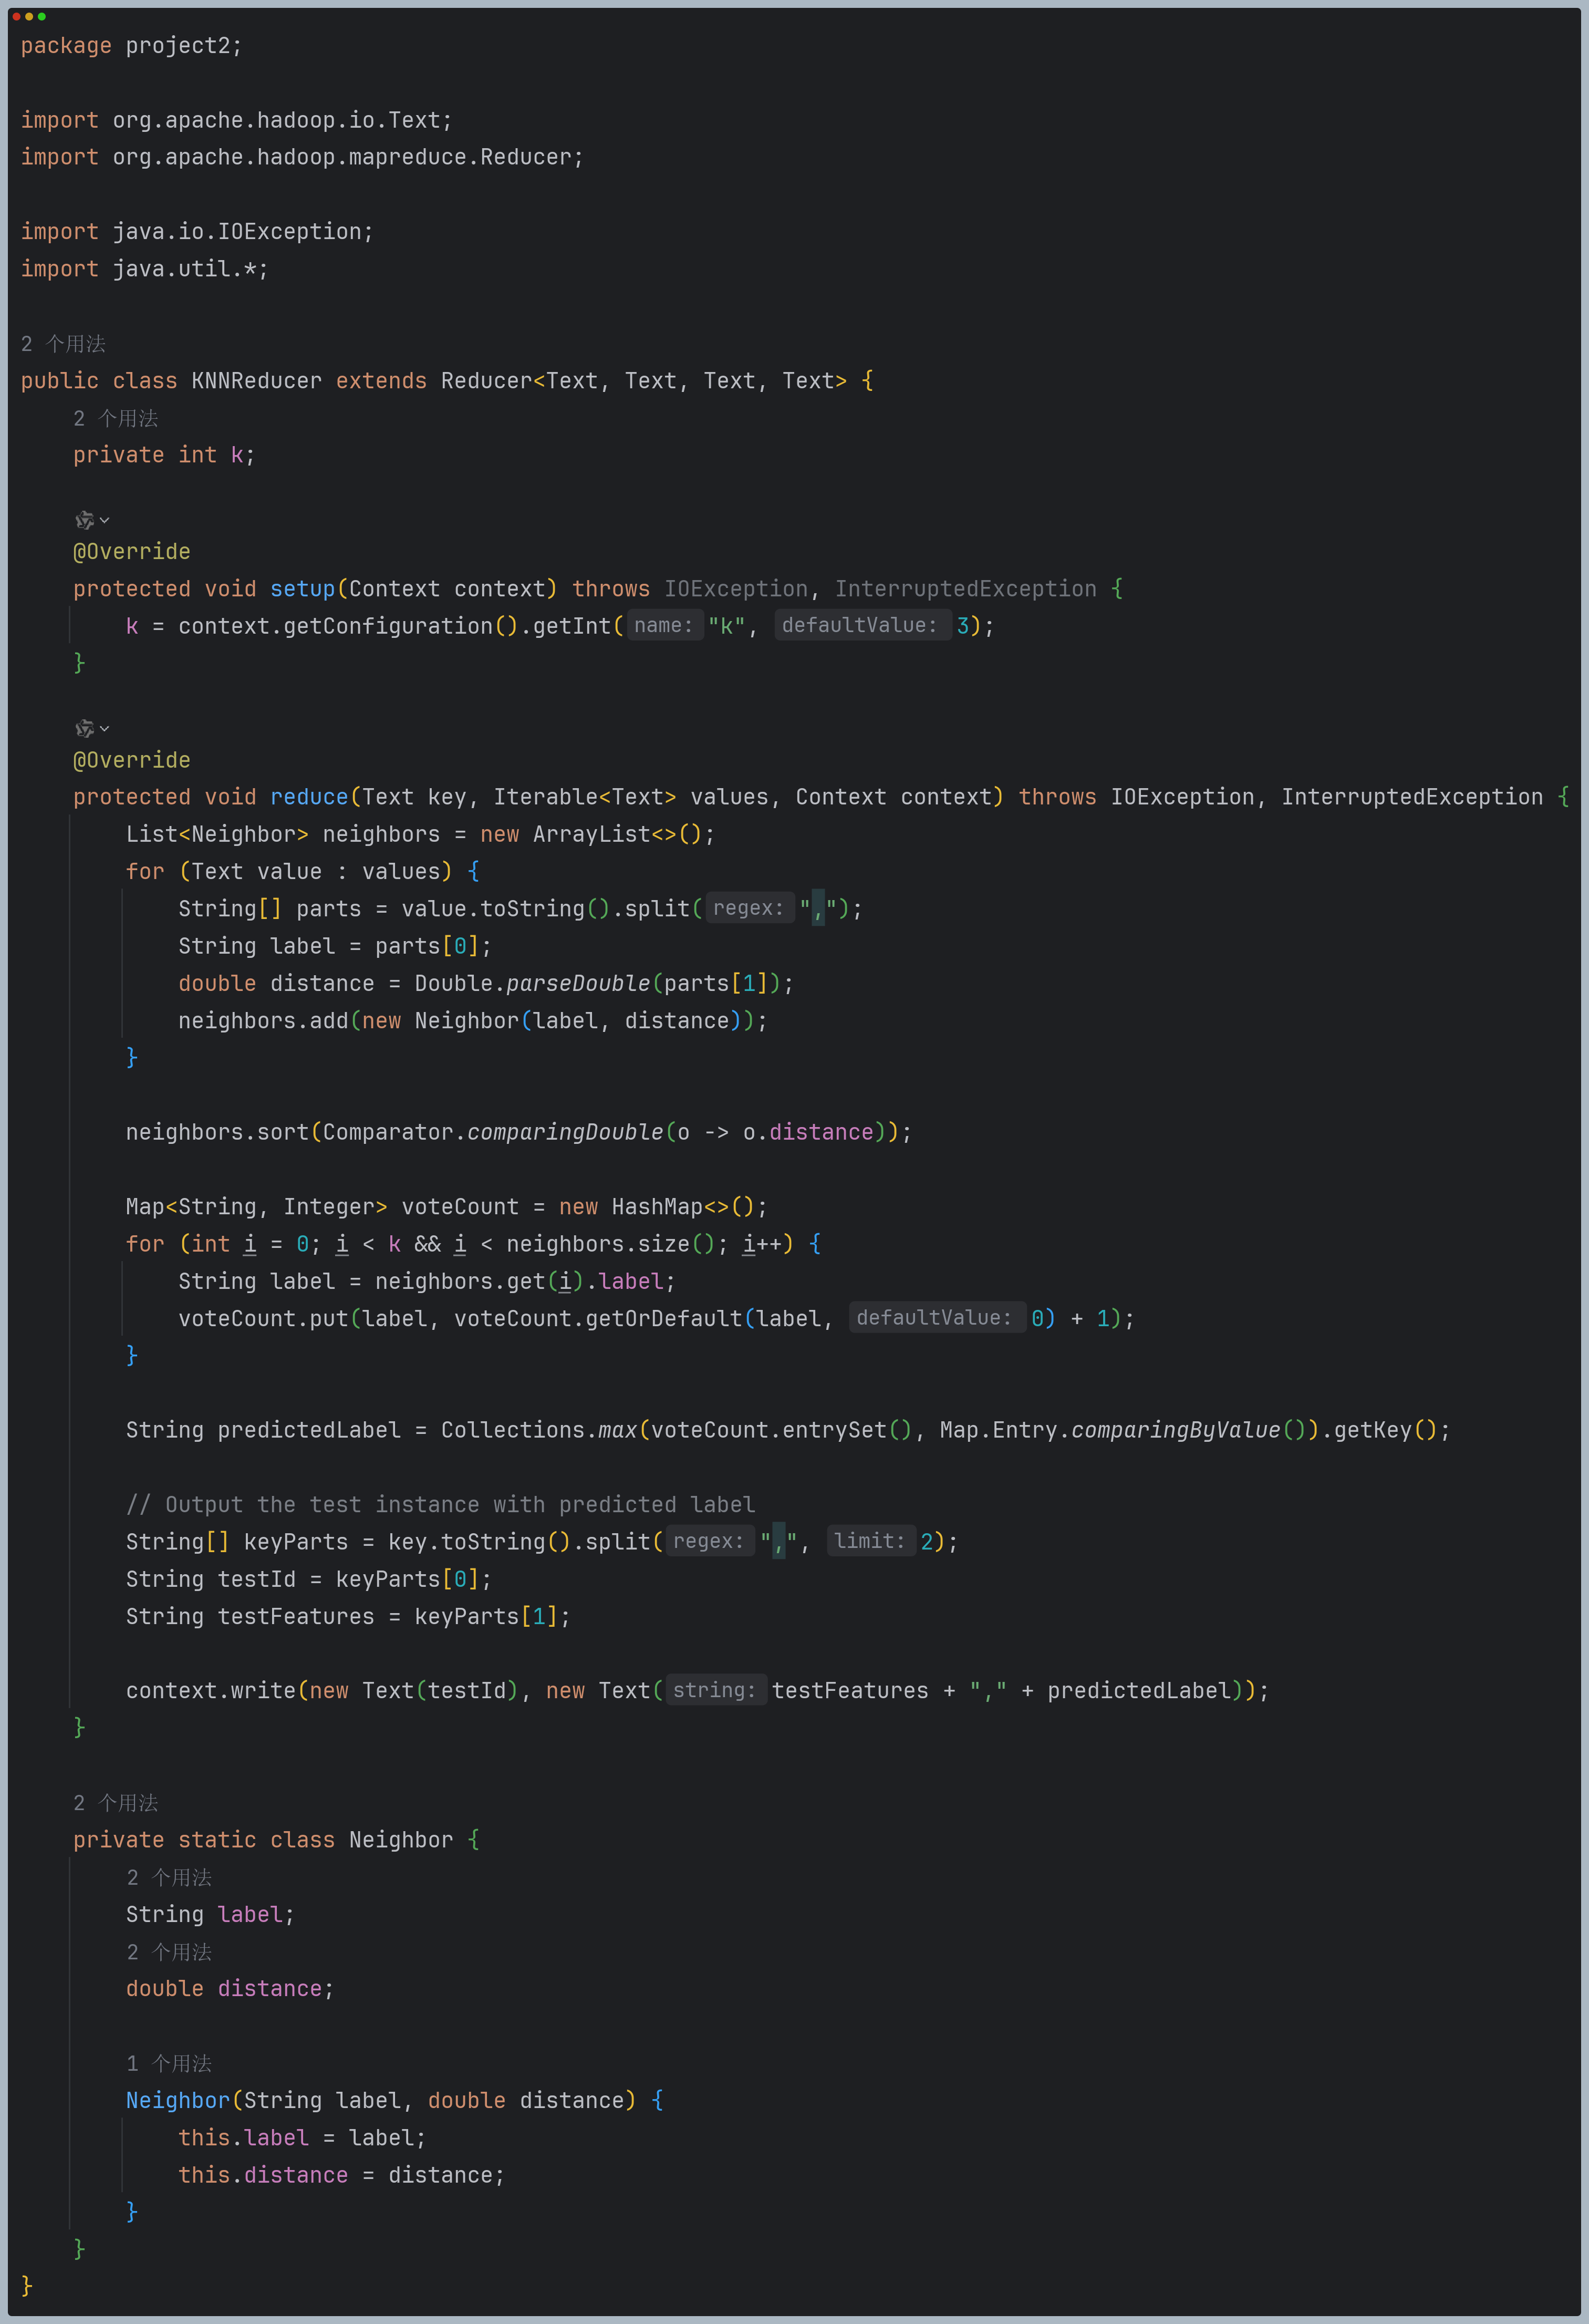 package project2;
import org.apache.hadoop.io.Text;
import org.apache.hadoop.mapreduce.Reducer;
import java.io.IOException;
import java.util.*;
2 个用法
public class KNNReducer extends Reducer<Text, Text, Text, Text> {
2 个用法
private int k;
@Override
protected void setup(Context context) throws IOException, InterruptedException {
k = context.getConfiguration().getInt( name: "k", defaultValue: 3);
}
@Override
protected void reduce(Text key, Iterable<Text> values, Context context) throws IOException, InterruptedException {
List<Neighbor> neighbors = new ArrayList<>();
for (Text value : values) {
String[] parts = value.toString().split( regex: ",");
String label = parts[0];
double distance = Double.parseDouble(parts[1]);
neighbors.add(new Neighbor(label, distance));
}
neighbors.sort(Comparator.comparingDouble(o -> o.distance));
Map<String, Integer> voteCount = new HashMap<>();
for (int i = 0; i < k && i < neighbors.size(); i++) {
String label = neighbors.get(i).label;
voteCount.put(label, voteCount.getOrDefault(label, defaultValue: 0) + 1);
}
String predictedLabel = Collections.max(voteCount.entrySet(), Map.Entry.comparingByValue()).getKey();
// Output the test instance with predicted label
String[] keyParts = key.toString().split( regex: ",", limit: 2);
String testId = keyParts[0];
String testFeatures = keyParts[1];
context.write(new Text(testId), new Text( string: testFeatures + "," + predictedLabel));
}
2 个用法
private static class Neighbor {
2 个用法
String label;
2 个用法
double distance;
1 个用法
Neighbor(String label, double distance) {
this.label = label;
this.distance = distance;
}
}
}